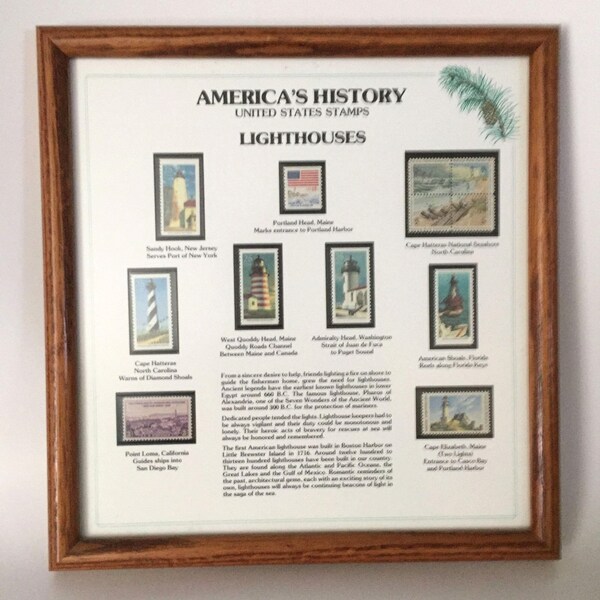 AMERICA'S HISTORY
UNITED STATES STAMPS
LIGHTHOUSES
Sandy Hook, New Jersey
Serves Port of New York
Portland Head, Maine
Marks entrance to Portland Harbor
Cape Hatteras National Seashore
North Carolina
Cape Hatteras
North Carolina
Warns of Diamond Shoals
West Quoddy Head, Maine
Quoddy Roads Channel
Between Maine and Canada
Admiralty Head, Washington
Strait of Juan de Fuca
to Puget Sound
American Shoals, Florida
Reefs along Florida Keys
Point Loma, California
Guides ships into
San Diego Bay
Cape Elizabeth, Maine
(Two Lights)
Entrance to Casco Bay
and Portland Harbor
From a sincere desire to help, friends lighting a fire on shore to
guide the fisherman home, grew the need for lighthouses.
Ancient legends have the earliest known lighthouses in lower
Egypt around 660 B.C. The famous lighthouse, Pharos of
Alexandria, one of the Seven Wonders of the Ancient World,
was built around 300 B.C. for the protection of mariners.
Dedicated people tended the lights. Lighthouse keepers had to
be always vigilant and their duty could be monotonous and
lonely. Their heroic acts of bravery for rescues at sea will
always be honored and remembered.
The first American lighthouse was built in Boston Harbor on
Little Brewster Island in 1716. Around twelve hundred to
thirteen hundred lighthouses have been built in our country.
They are found along the Atlantic and Pacific Oceans, the
Great Lakes and the Gulf of Mexico. Romantic reminders of
the past, architectural gems, each with an exciting story of its
own, lighthouses will always be continuing beacons of light in
the saga of the sea.